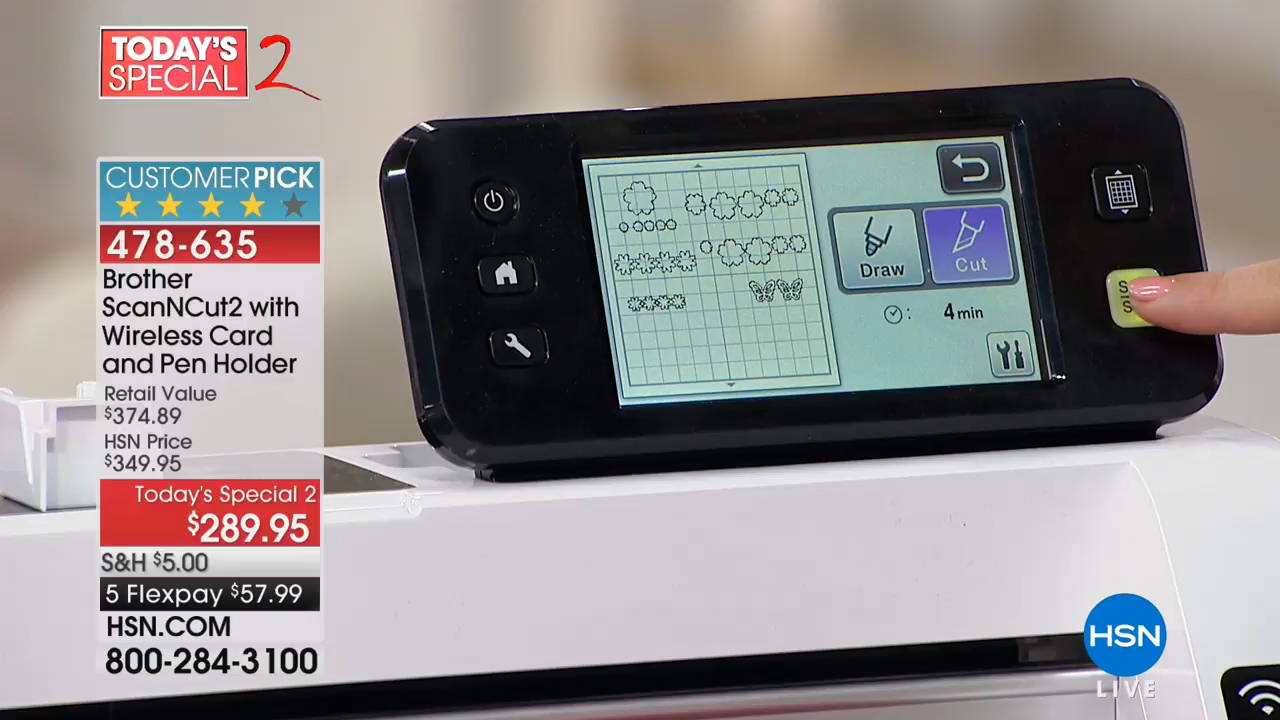 TODAY'S
SPECIAL 2
CUSTOMER PICK
478-635
Brother
ScanNCut2 with
Wireless Card
and Pen Holder
Retail Value
$374.89
HSN Price
$349.95
Today's Special 2
$289.95
S&H $5.00
5 Flexpay $57.99
HSN.COM
800-284-3100
Draw
Cut
4 min
S
S
HSN
LIVE